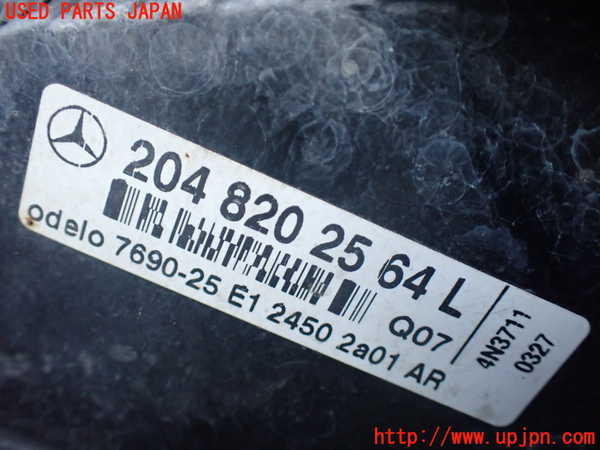 USED PARTS JAPAN
204 820 25 64 L
Q07
odelo 7690-25 E1 2450 2a01 AR
4N3711
0327
http://www.upjpn.com/